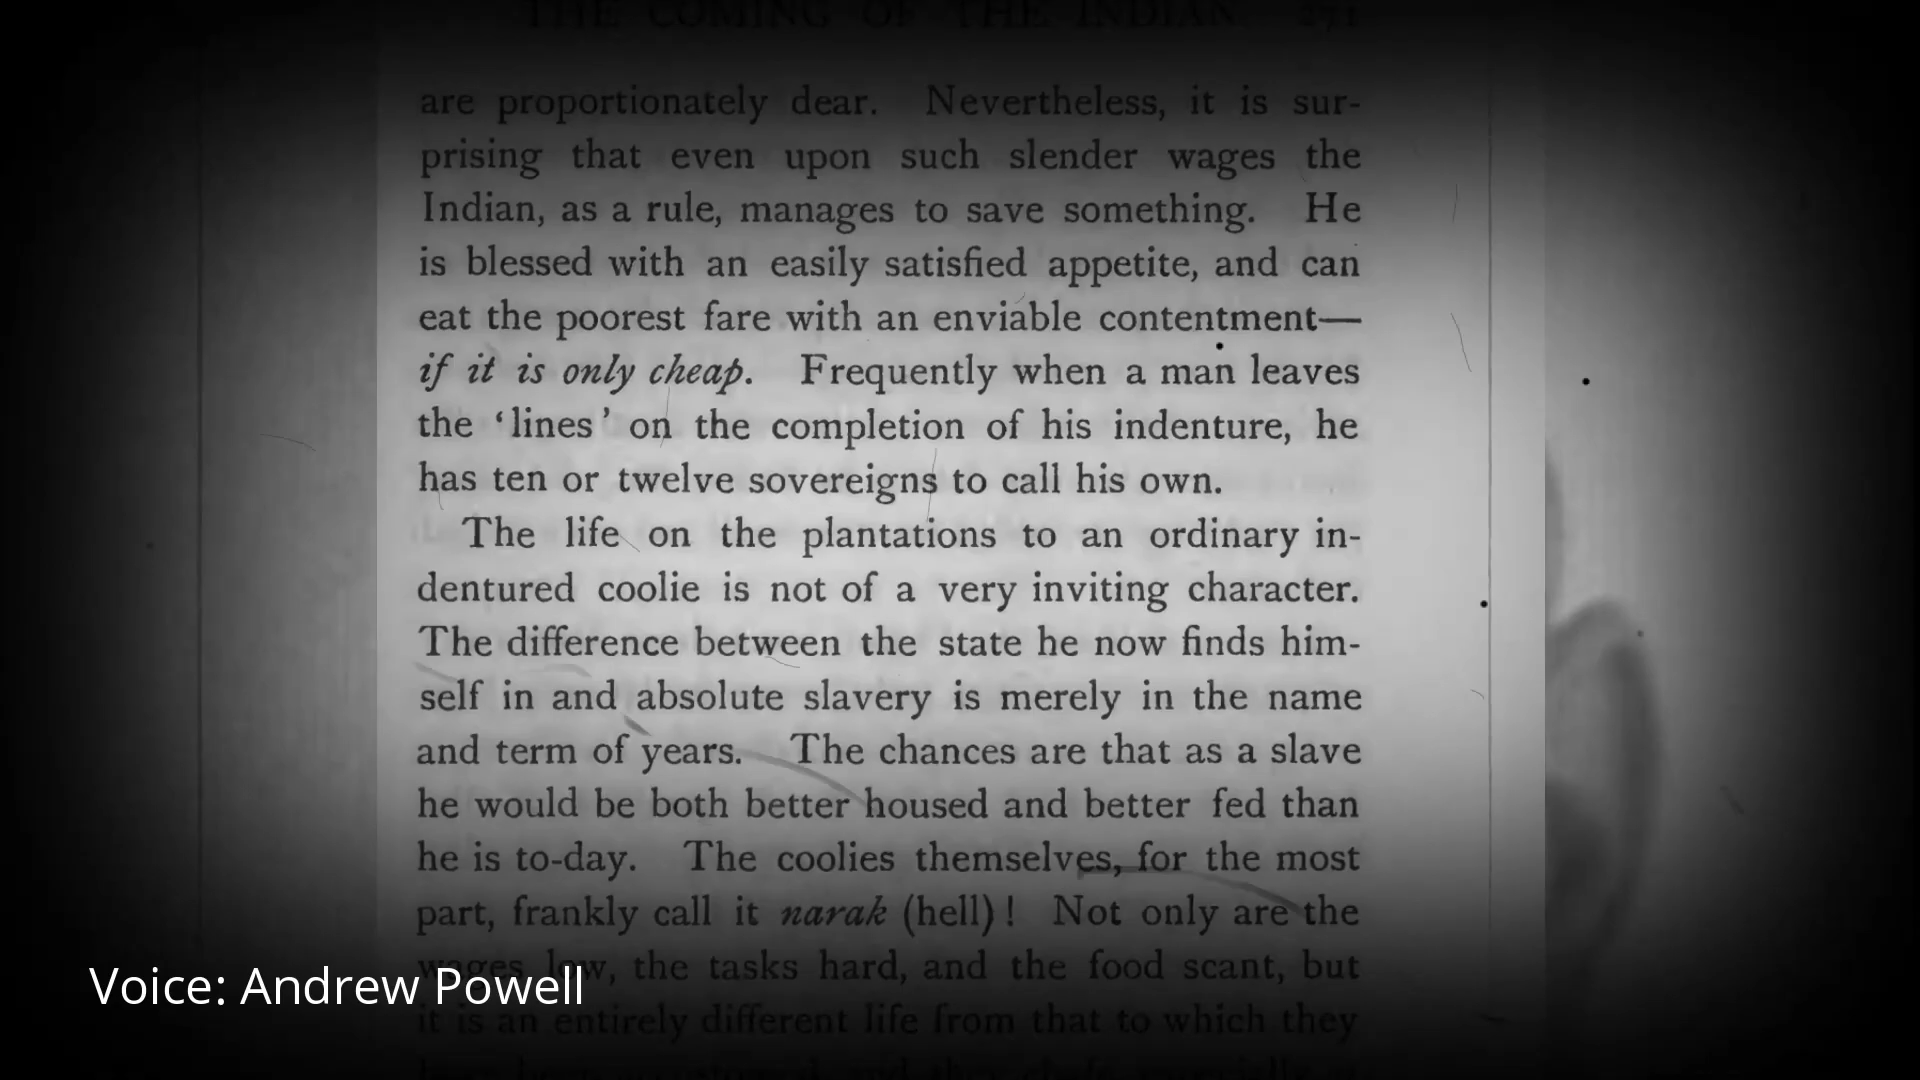 THE COMING OF THE INDIAN 271
are proportionately dear. Nevertheless, it is sur-
prising that even upon such slender wages the
Indian, as a rule, manages to save something. He
is blessed with an easily satisfied appetite, and can
eat the poorest fare with an enviable contentment—
if it is only cheap. Frequently when a man leaves
the ‘lines’ on the completion of his indenture, he
has ten or twelve sovereigns to call his own.
The life on the plantations to an ordinary in-
dentured coolie is not of a very inviting character.
The difference between the state he now finds him-
self in and absolute slavery is merely in the name
and term of years. The chances are that as a slave
he would be both better housed and better fed than
he is to-day. The coolies themselves, for the most
part, frankly call it narak (hell)! Not only are the
wages low, the tasks hard, and the food scant, but
it is an entirely different life from that to which they
Voice: Andrew Powell